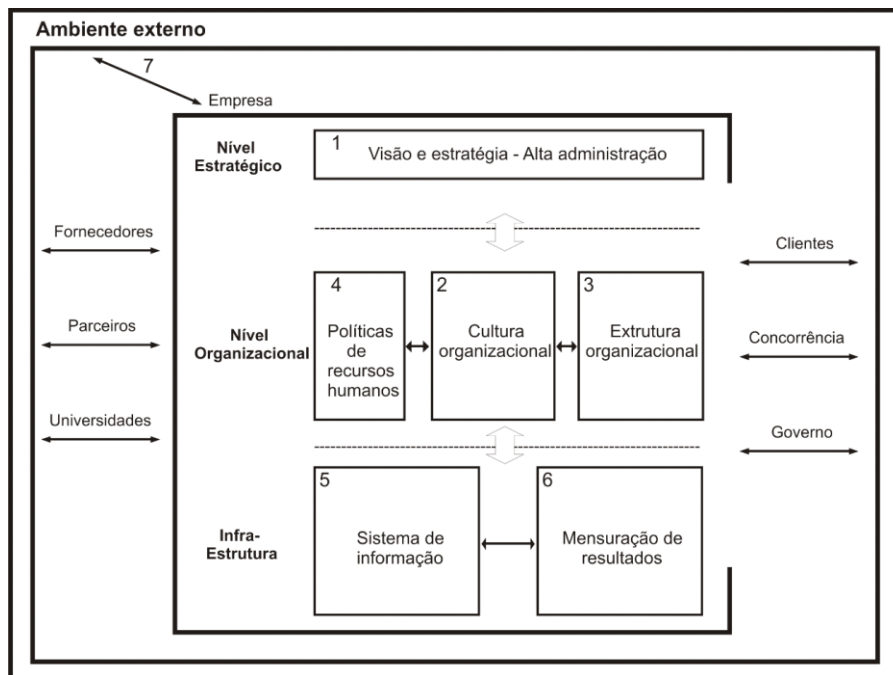 Ambiente externo
7
Empresa
Nível
Estratégico
1
Visão e estratégia - Alta administração
Fornecedores
Parceiros
Universidades
Clientes
Concorrência
Governo
Nível
Organizacional
4
Políticas
de
recursos
humanos
2
Cultura
organizacional
3
Extrutura
organizacional
Infra-
Estrutura
5
Sistema de
informação
6
Mensuração de
resultados